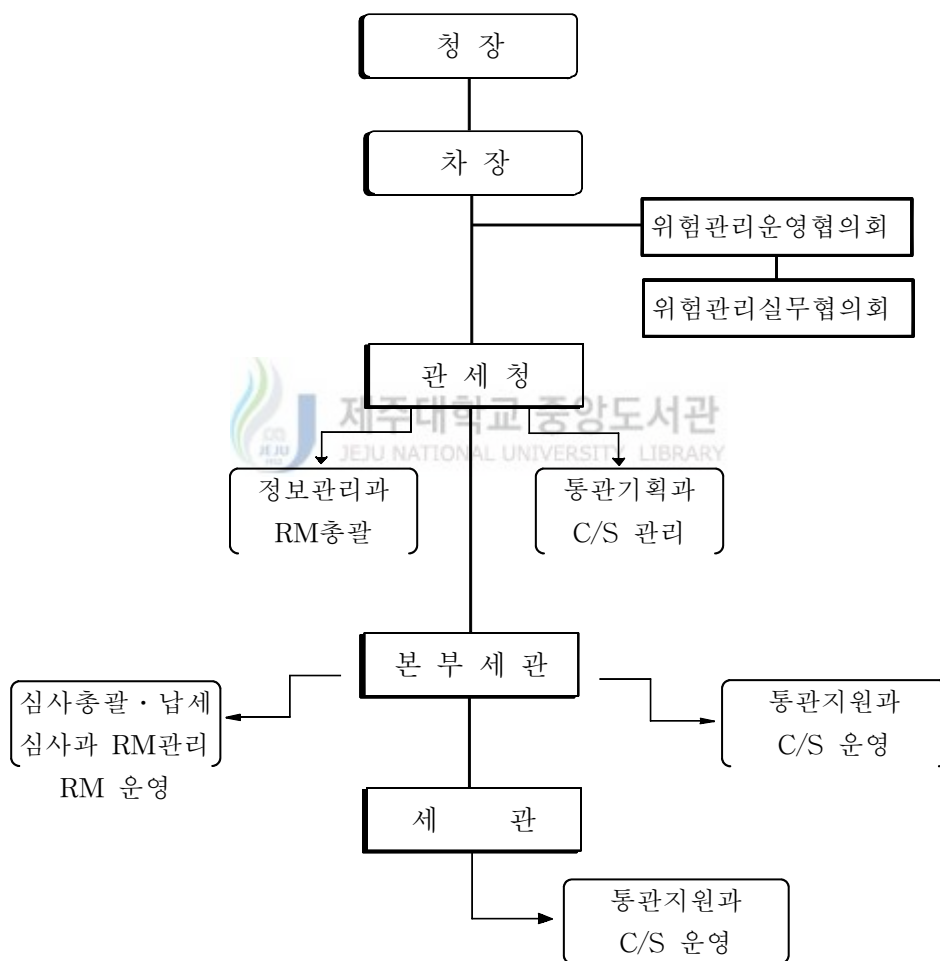 청 장
차 장
위험관리운영협의회
위험관리실무협의회
관 세 청
제주대학교 중앙도서관
JEJU NATIONAL UNIVERSITY LIBRARY
JEJU
정보관리과
RM총괄
통관기획과
C/S 관리
본 부 세 관
심사총괄 · 납세
심사과 RM관리
RM 운영
통관지원과
C/S 운영
세 관
통관지원과
C/S 운영